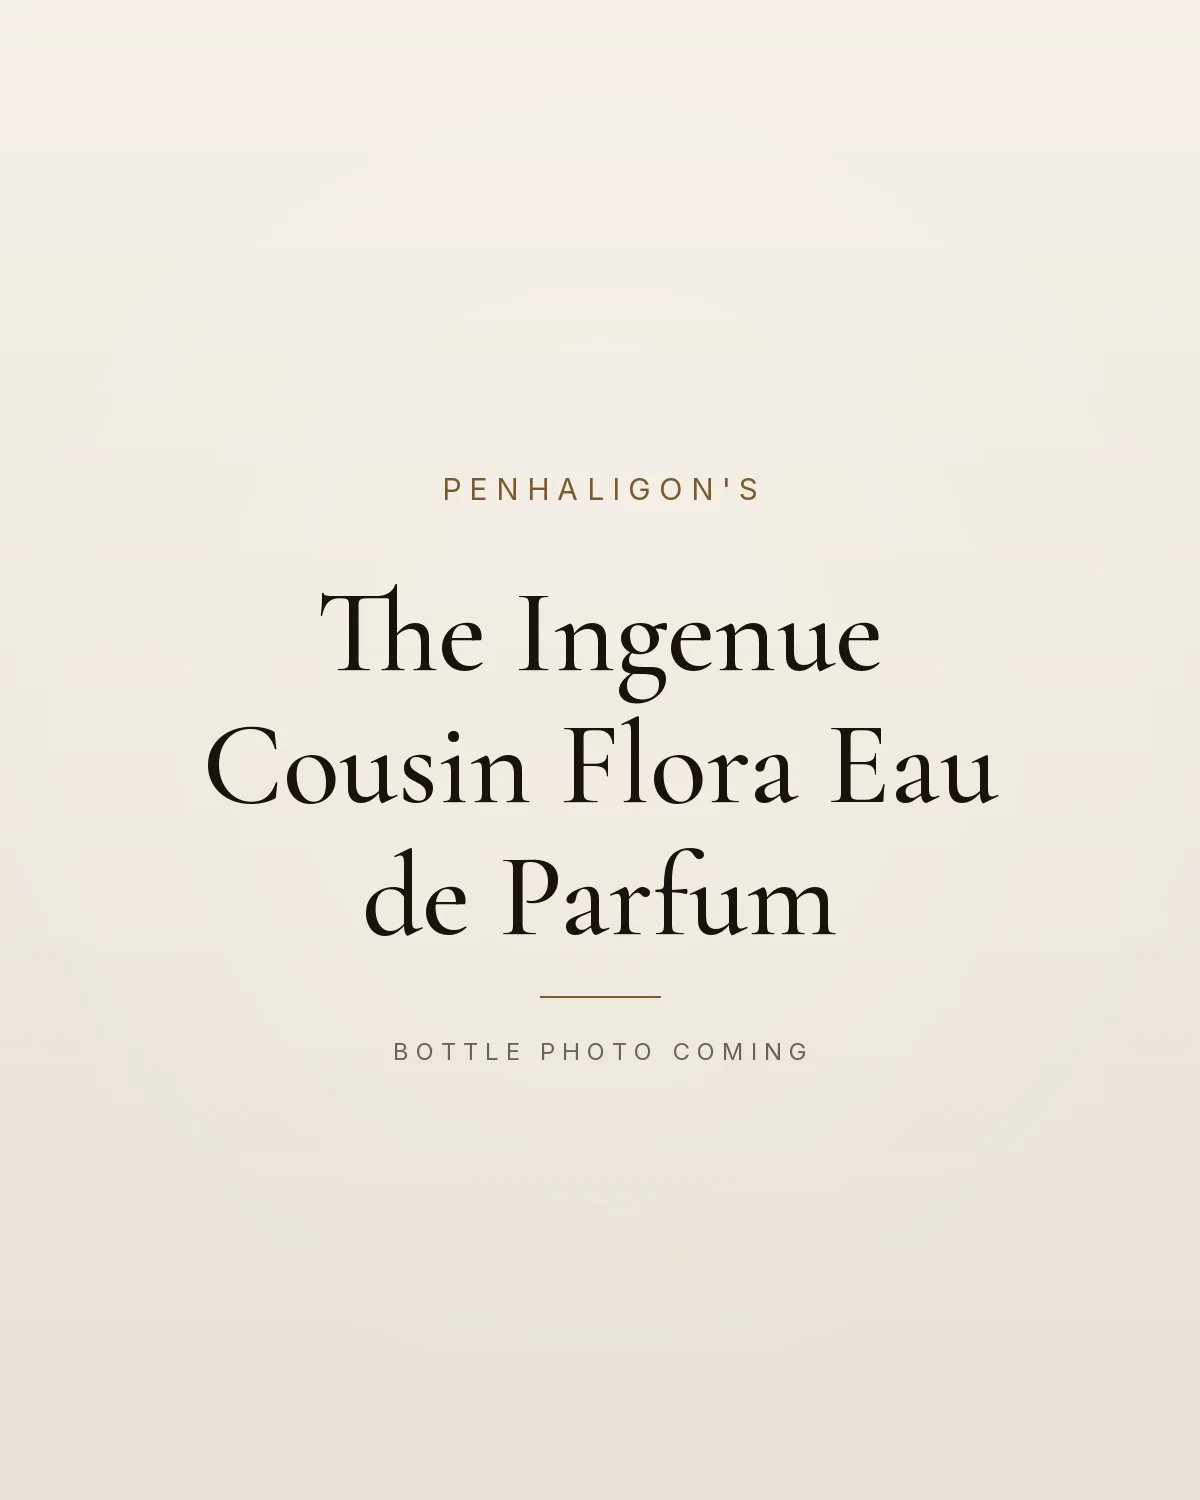 PENHALIGON'S
The Ingenue
Cousin Flora Eau
de Parfum
BOTTLE PHOTO COMING